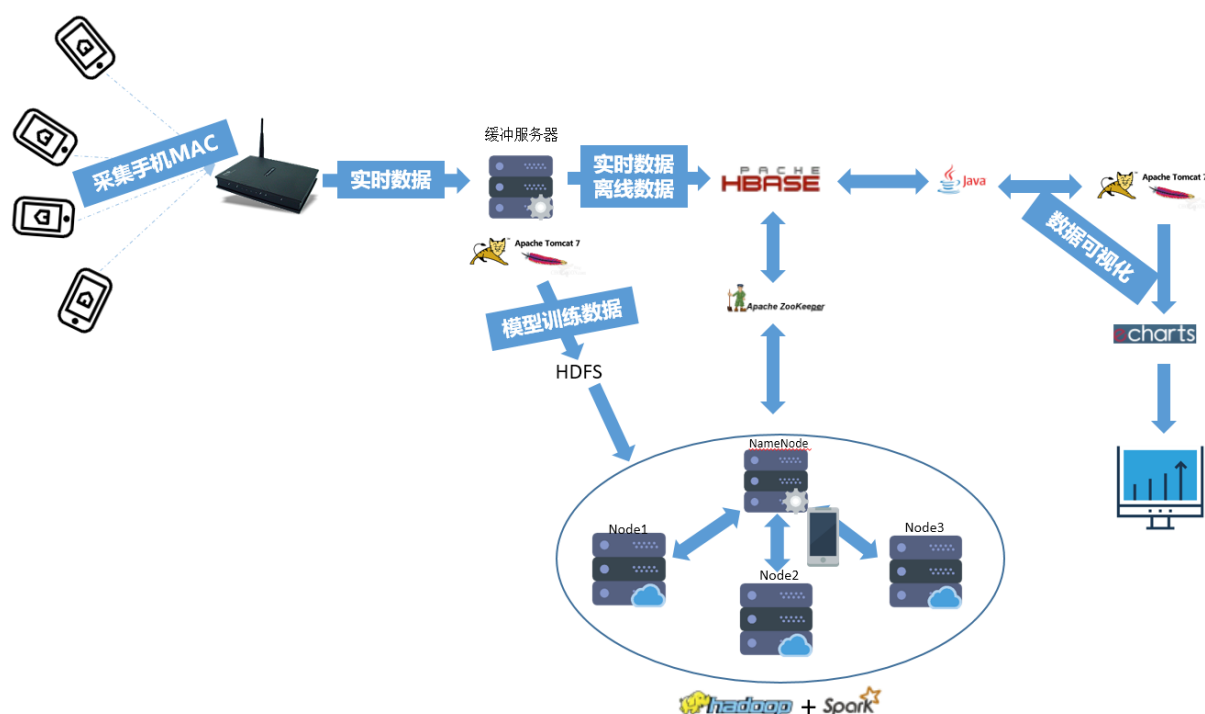 采集手机MAC
实时数据
缓冲服务器
Apache Tomcat 7
实时数据
离线数据
PACHE
HBASE
Java
Apache Tomcat 7
数据可视化
echarts
Apache ZooKeeper
模型训练数据
HDFS
NameNode
Node1
Node2
Node3
hadoop + Spark